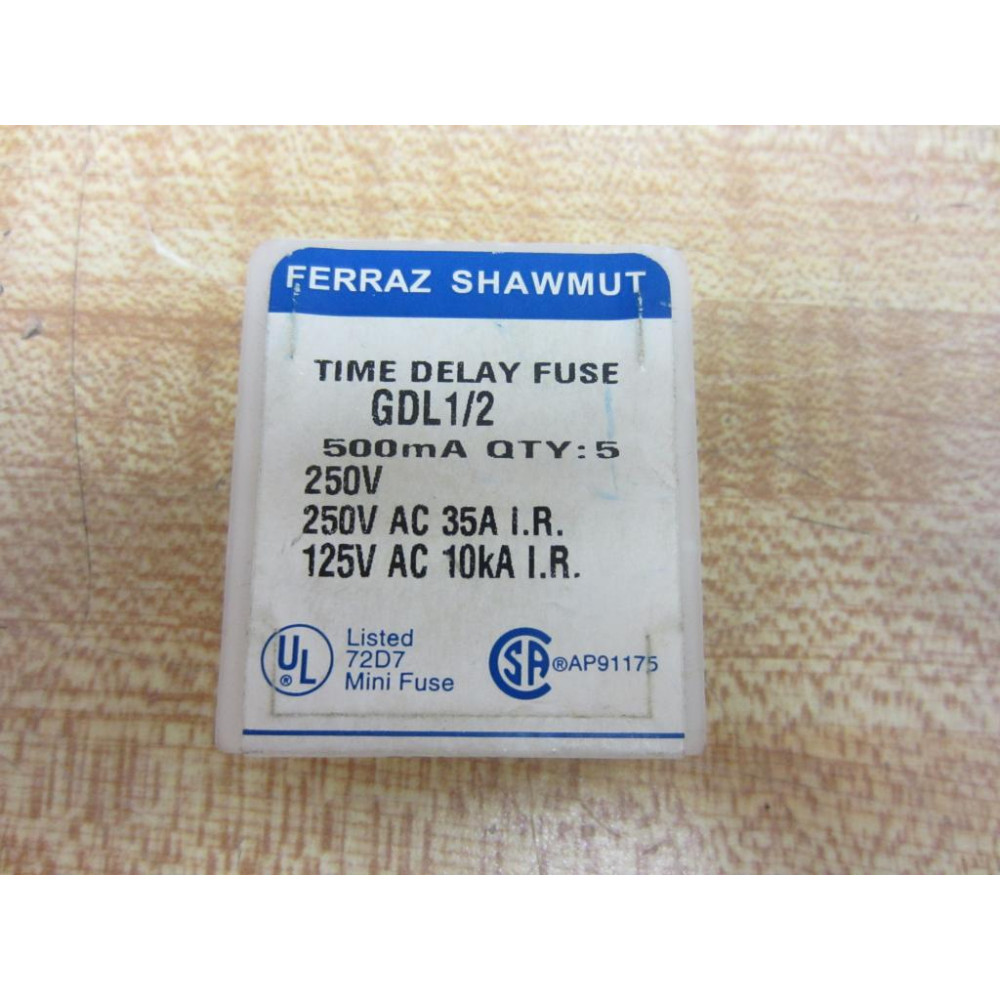 FERRAZ SHAWMUT
TIME DELAY FUSE
GDL1/2
500mA QTY:5
250V
250V AC 35A I.R.
125V AC 10kA I.R.
UL ® Listed
72D7
Mini Fuse
SA ®AP91175